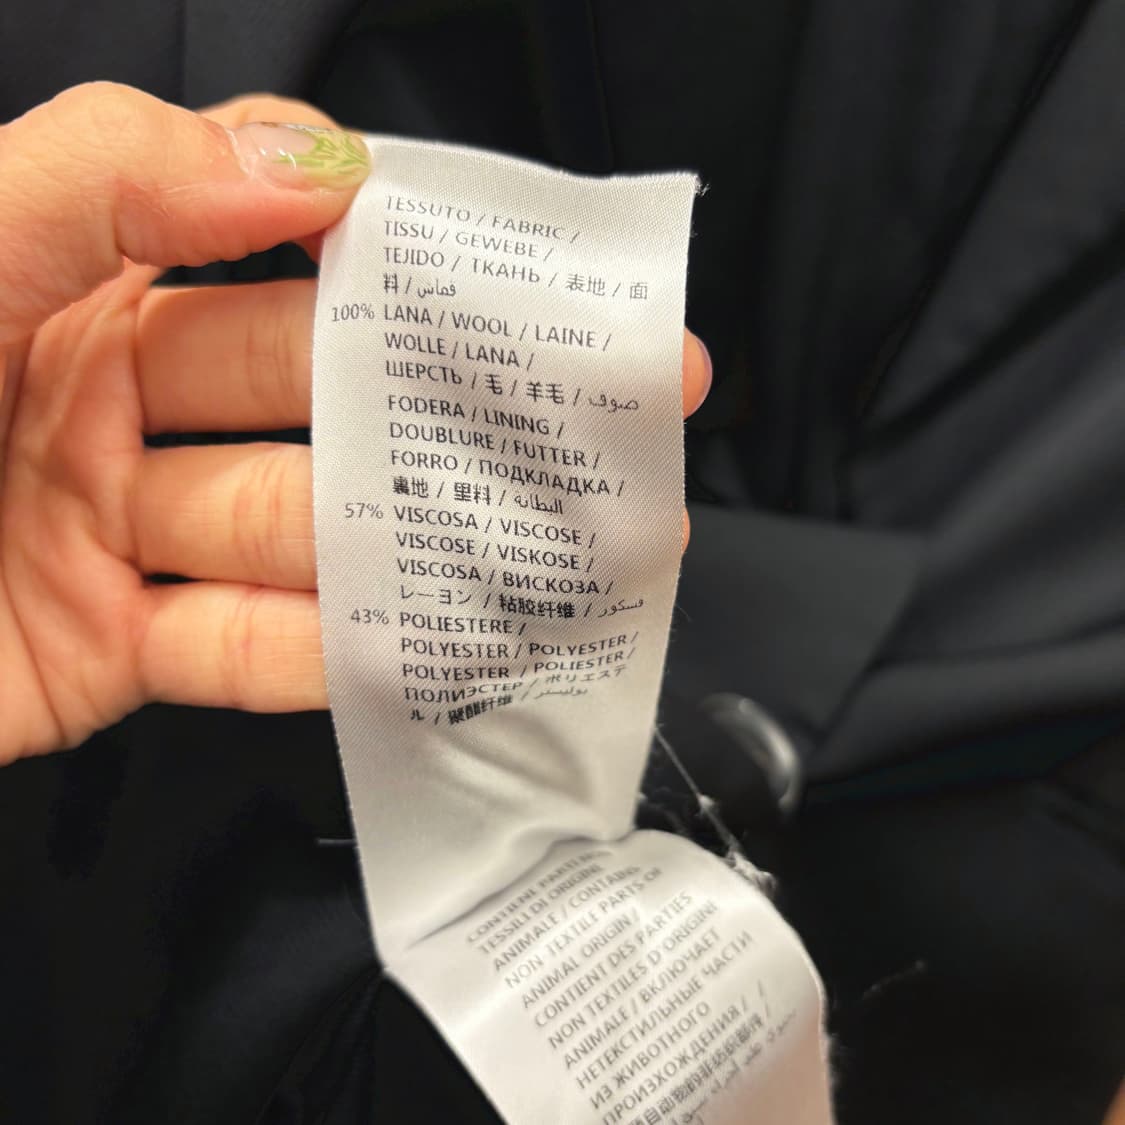 TESSUTO / FABRIC /
TISSU / GEWEBE /
TEJIDO / ТКАНЬ / 表地 / 面
料 / قماش
100% LANA / WOOL / LAINE /
WOLLE / LANA /
ШЕРСТЬ / 毛 / 羊毛 / صوف
FODERA / LINING /
DOUBLURE / FUTTER /
FORRO / ПОДКЛАДКА /
裏地 / 里料 / البطانة
57% VISCOSA / VISCOSE /
VISCOSE / VISKOSE /
VISCOSA / ВИСКОЗА /
レーヨン / 粘胶纤维 / فسكور
43% POLIESTERE /
POLYESTER / POLYESTER /
POLYESTER / POLIESTER /
ПОЛИЭСТЕР / ポリエステ
ル / 聚酯纤维 / بوليستر
CONTIENE PARTI NON
TESSILI DI ORIGINE
ANIMALE / CONTAINS
NON TEXTILE PARTS OF
ANIMAL ORIGIN /
CONTIENT DES PARTIES
NON TEXTILES D'ORIGINE
ANIMALE / ВКЛЮЧАЕТ
НЕТЕКСТИЛЬНЫЕ ЧАСТИ
ИЗ ЖИВОТНОГО
ПРОИСХОЖДЕНИЯ / /